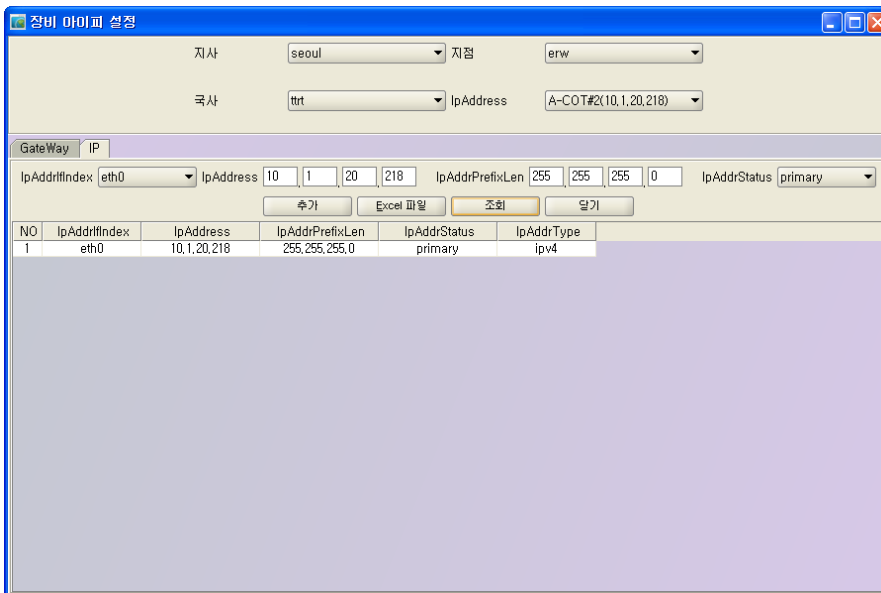 장비 아이피 설정
지사 seoul 지점 erw
국사 ttrt IpAddress A-COT#2(10,1,20,218)
GateWay IP
IpAddrIfIndex eth0 IpAddress 10 . 1 . 20 . 218 IpAddrPrefixLen 255 . 255 . 255 . 0 IpAddrStatus primary
추가 Excel 파일 조회 닫기
NO IpAddrIfIndex IpAddress IpAddrPrefixLen IpAddrStatus IpAddrType
1 eth0 10,1,20,218 255,255,255,0 primary ipv4